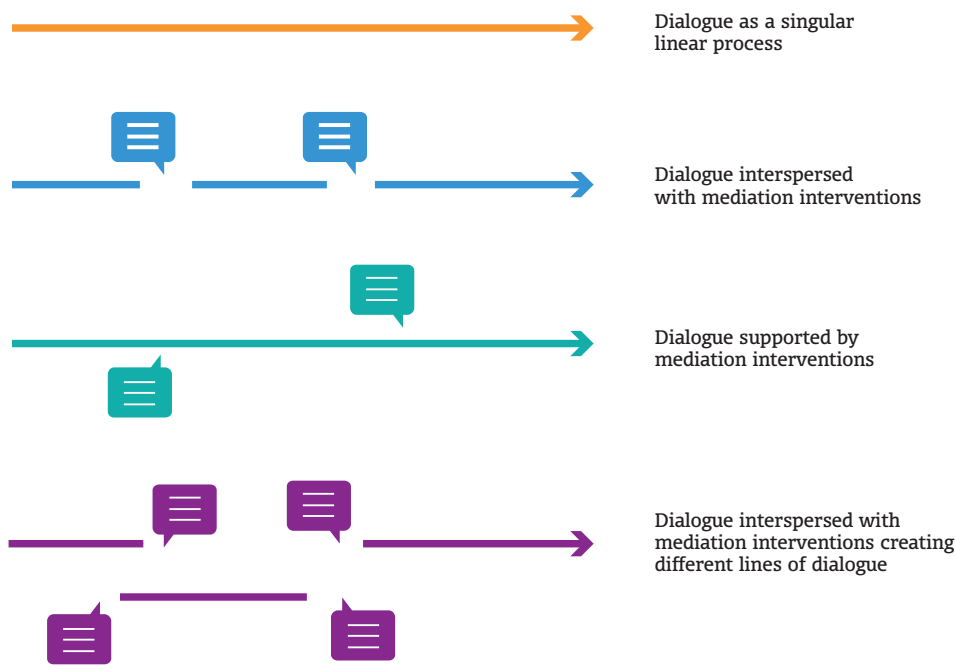 Dialogue as a singular
linear process
Dialogue interspersed
with mediation interventions
Dialogue supported by
mediation interventions
Dialogue interspersed with
mediation interventions creating
different lines of dialogue